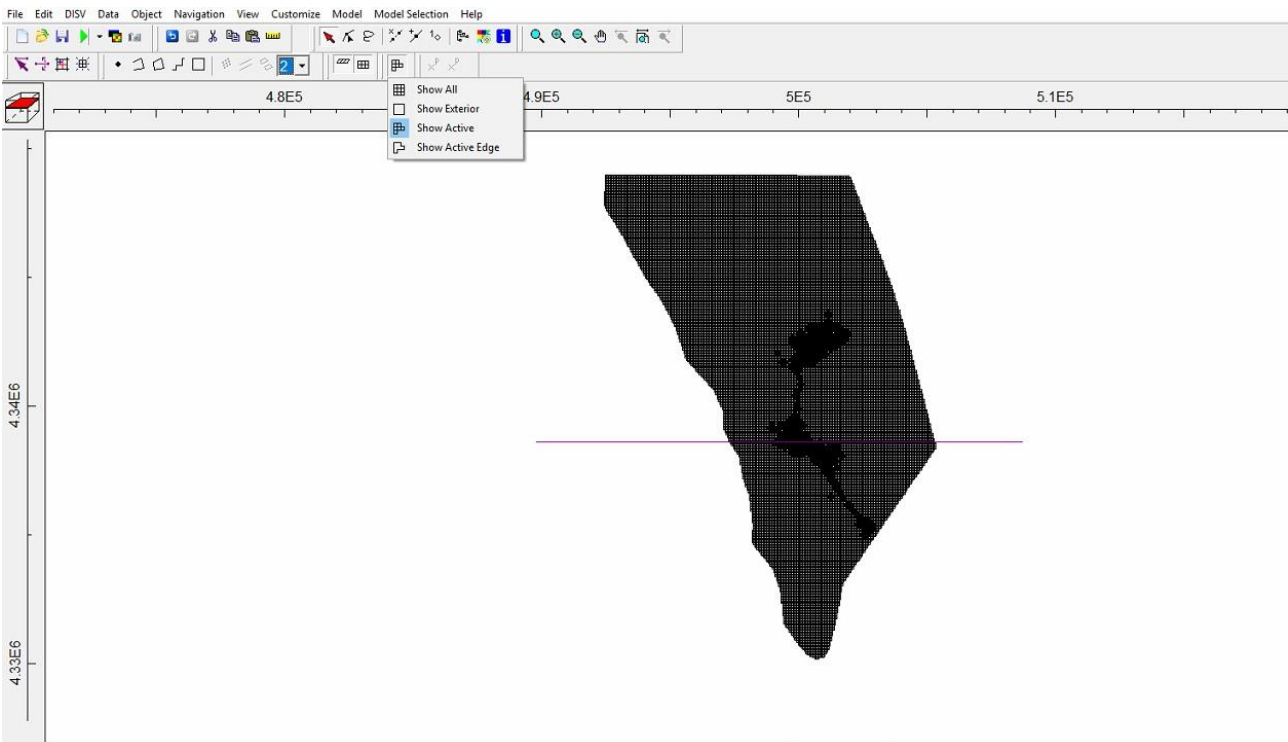 File Edit DISV Data Object Navigation View Customize Model Model Selection Help
2
4.8E5 4.9E5 5E5 5.1E5
Show All
Show Exterior
Show Active
Show Active Edge
4.34E6
4.33E6